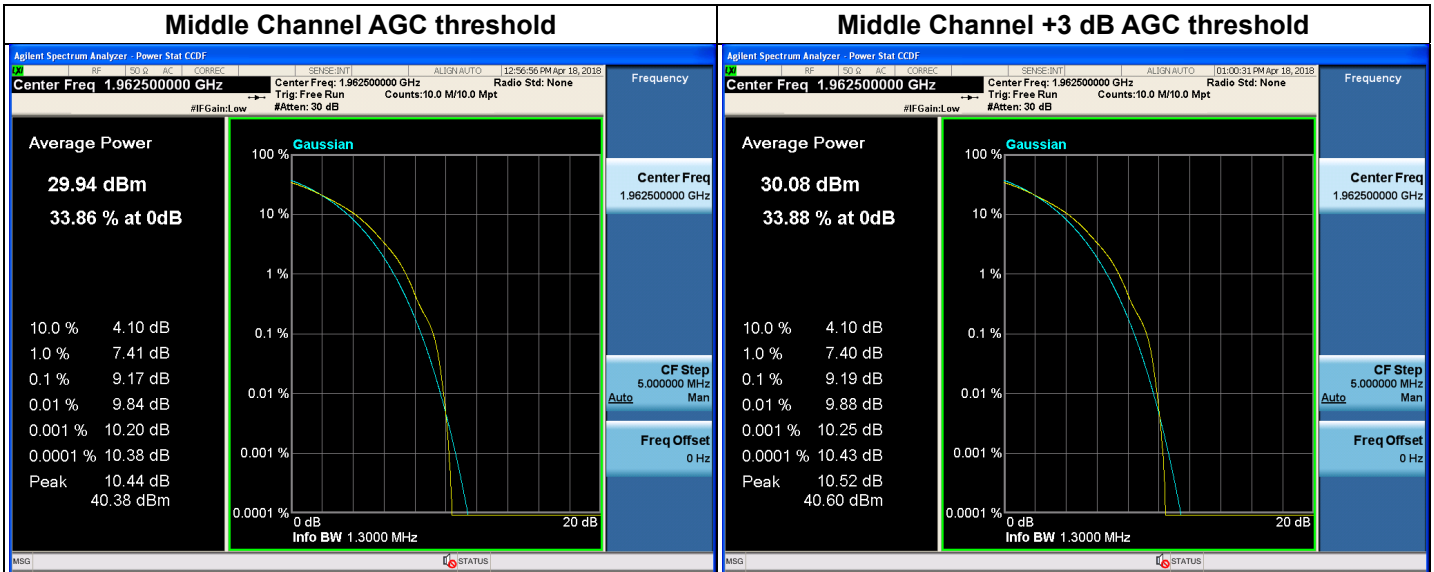 Middle Channel AGC threshold
Agilent Spectrum Analyzer - Power Stat CCDF
LXI RF 50 Ω AC CORREC SENSE:INT ALIGN AUTO 12:56:56 PM Apr 18, 2018
Center Freq 1.962500000 GHz
Center Freq: 1.962500000 GHz Radio Std: None
Trig: Free Run Counts:10.0 M/10.0 Mpt
#IFGain:Low #Atten: 30 dB
Frequency
Average Power
29.94 dBm
33.86 % at 0dB
10.0 % 4.10 dB
1.0 % 7.41 dB
0.1 % 9.17 dB
0.01 % 9.84 dB
0.001 % 10.20 dB
0.0001 % 10.38 dB
Peak 10.44 dB
40.38 dBm
Gaussian
100 %
10 %
1 %
0.1 %
0.01 %
0.001 %
0.0001 %
0 dB 20 dB
Info BW 1.3000 MHz
Center Freq
1.962500000 GHz
CF Step
5.000000 MHz
Auto Man
Freq Offset
0 Hz
MSG STATUS
Middle Channel +3 dB AGC threshold
Agilent Spectrum Analyzer - Power Stat CCDF
LXI RF 50 Ω AC CORREC SENSE:INT ALIGN AUTO 01:00:31 PM Apr 18, 2018
Center Freq 1.962500000 GHz
Center Freq: 1.962500000 GHz Radio Std: None
Trig: Free Run Counts:10.0 M/10.0 Mpt
#IFGain:Low #Atten: 30 dB
Frequency
Average Power
30.08 dBm
33.88 % at 0dB
10.0 % 4.10 dB
1.0 % 7.40 dB
0.1 % 9.19 dB
0.01 % 9.88 dB
0.001 % 10.25 dB
0.0001 % 10.43 dB
Peak 10.52 dB
40.60 dBm
Gaussian
100 %
10 %
1 %
0.1 %
0.01 %
0.001 %
0.0001 %
0 dB 20 dB
Info BW 1.3000 MHz
Center Freq
1.962500000 GHz
CF Step
5.000000 MHz
Auto Man
Freq Offset
0 Hz
MSG STATUS